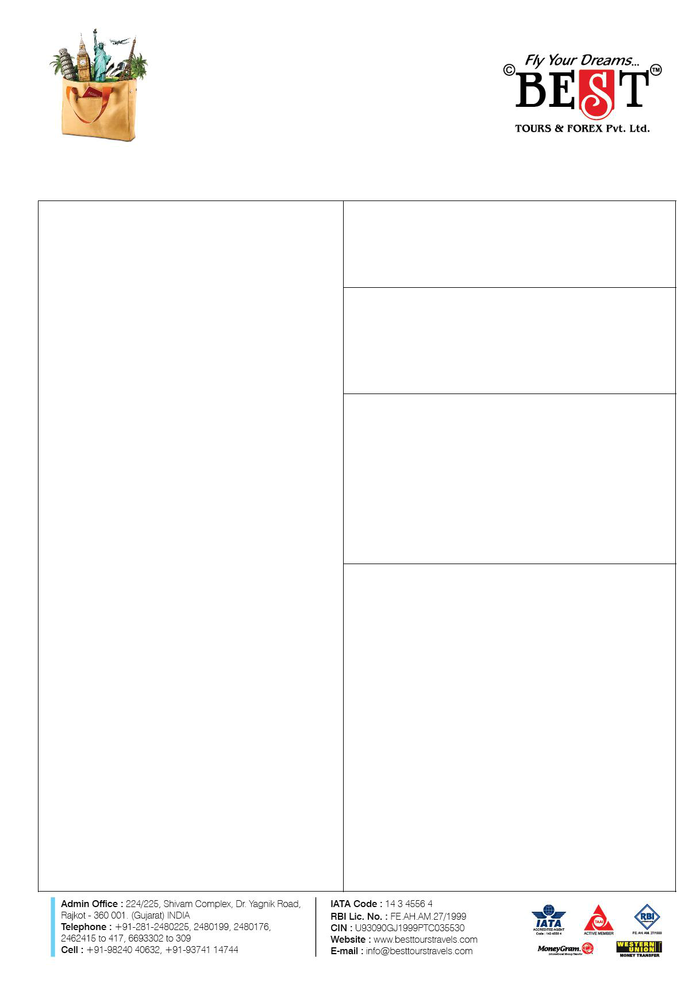 Fly Your Dreams...
© BEST TM
TOURS & FOREX Pvt. Ltd.
Admin Office : 224/225, Shivam Complex, Dr. Yagnik Road,
Rajkot - 360 001. (Gujarat) INDIA
Telephone : +91-281-2480225, 2480199, 2480176,
2462415 to 417, 6693302 to 309
Cell : +91-98240 40632, +91-93741 14744
IATA Code : 14 3 4556 4
RBI Lic. No. : FE.AH.AM.27/1999
CIN : U93090GJ1999PTC035530
Website : www.besttourstravels.com
E-mail : info@besttourstravels.com
IATA
ACCREDITED AGENT
Code : 143 4556 4
TAAI
ACTIVE MEMBER
RBI
FE. AH. AM. 27/1999
MoneyGram.
International Money Transfer
WESTERN
UNION
MONEY TRANSFER